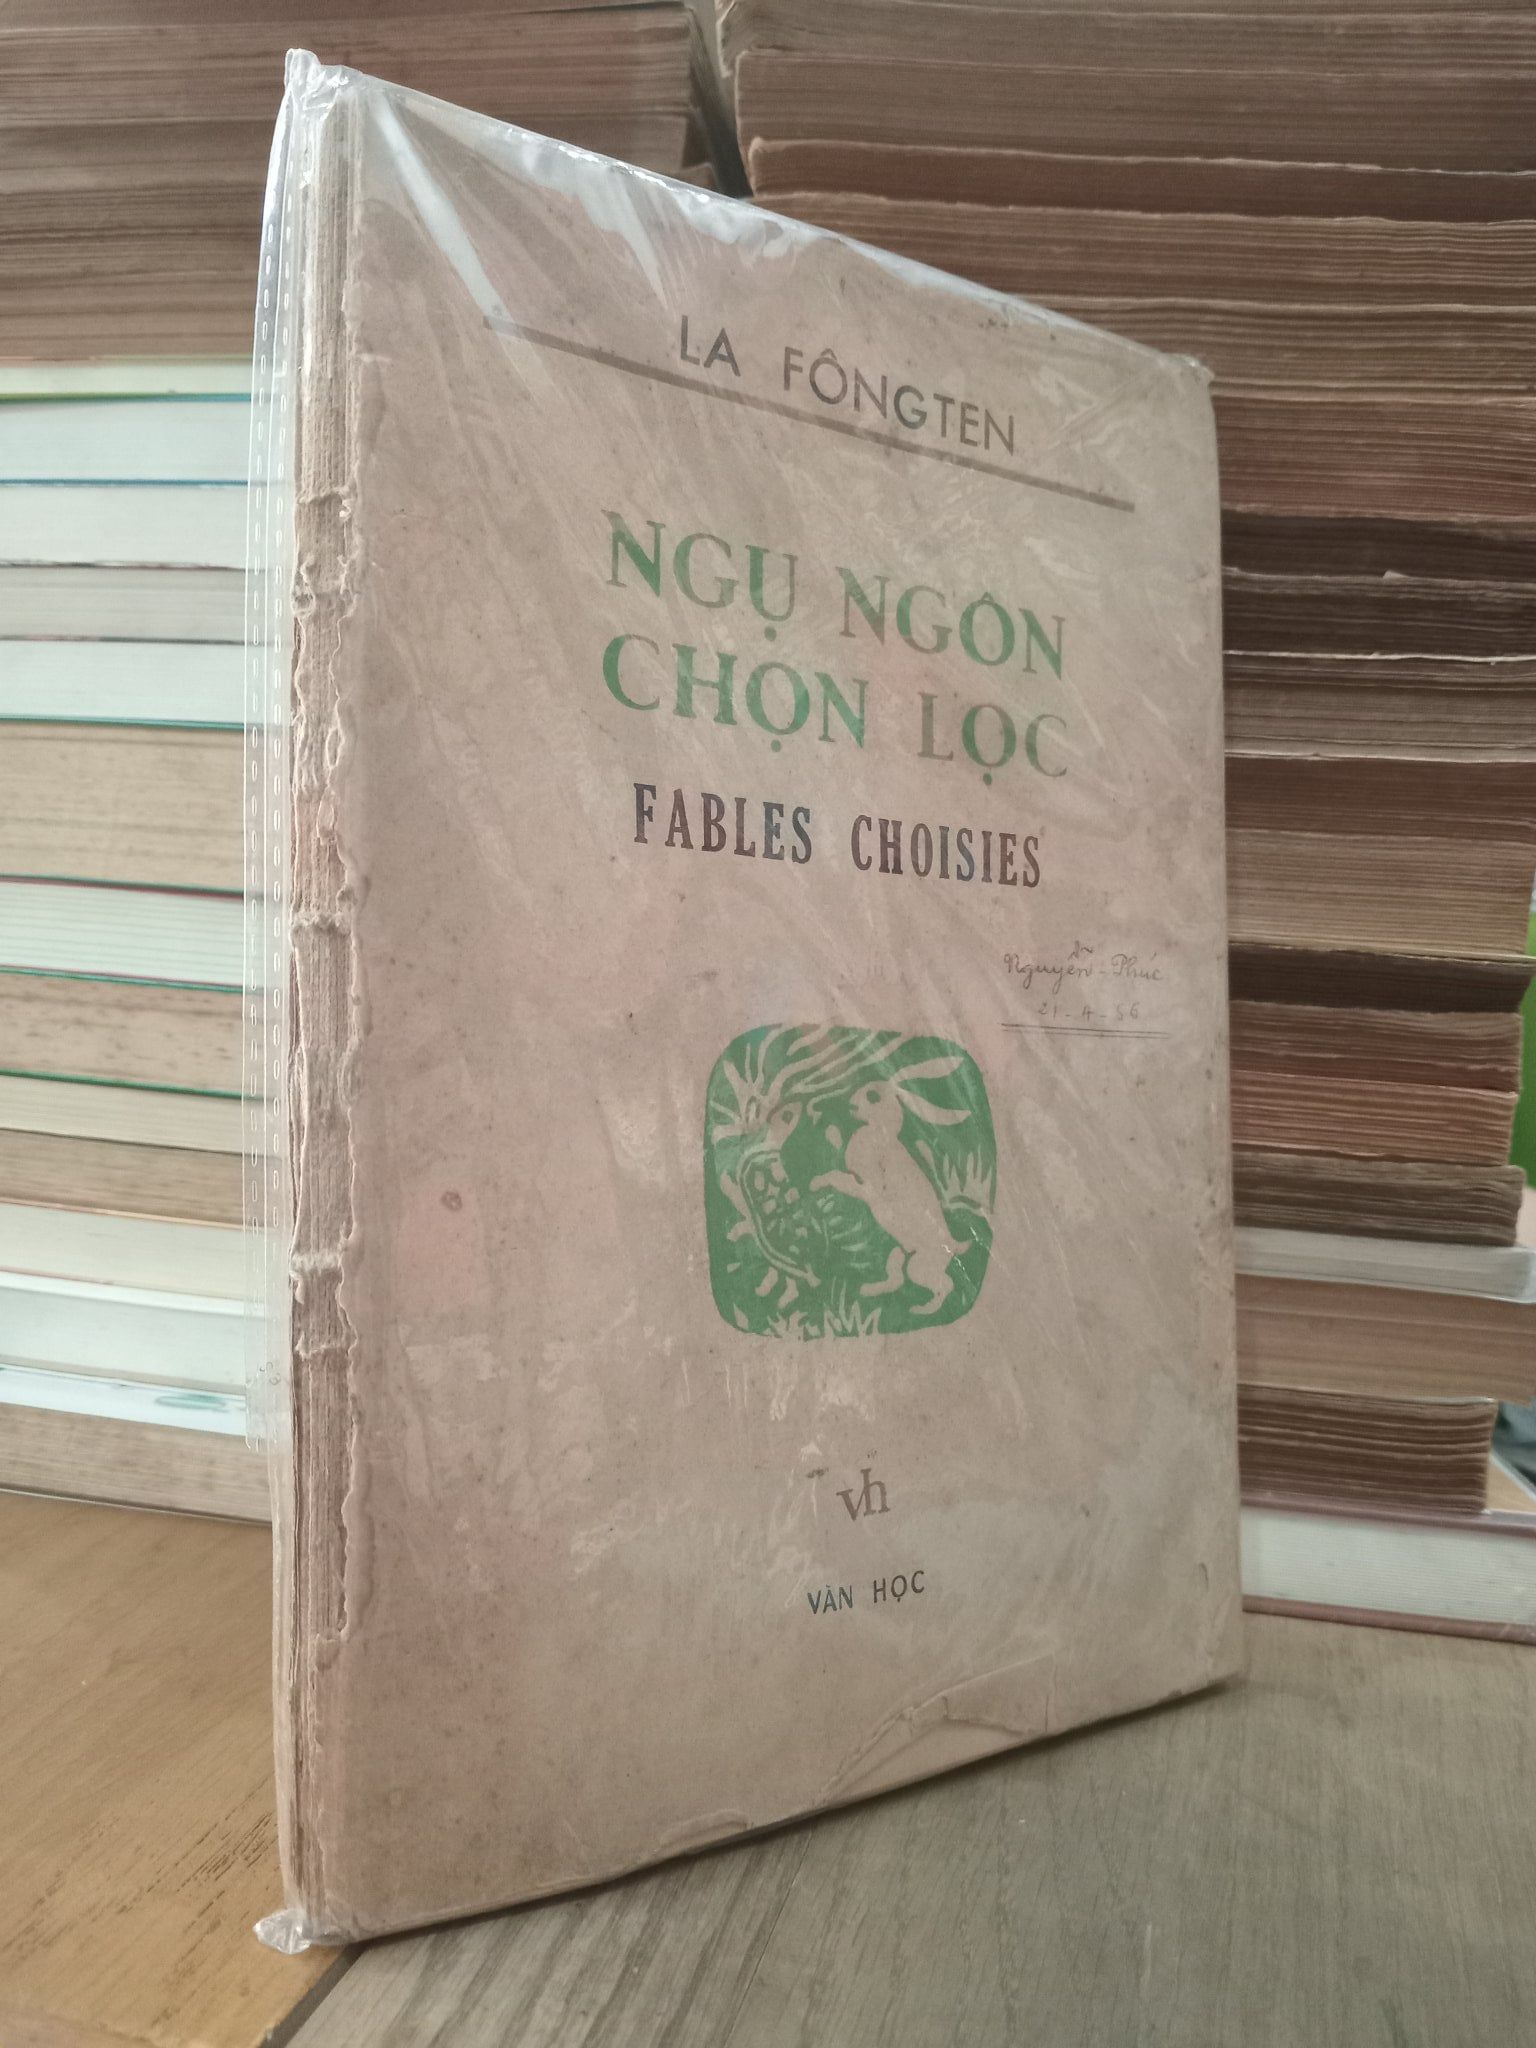 LA FÔNGTEN
NGỤ NGÔN
CHỌN LỌC
FABLES CHOISIES
Nguyễn - Phúc
21 - 4 - 56
vh
VĂN HỌC